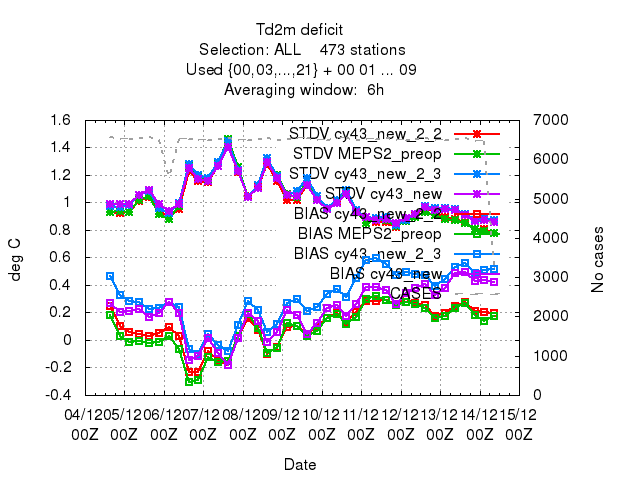 Td2m deficit
Selection: ALL 473 stations
Used {00,03,...,21} + 00 01 ... 09
Averaging window: 6h
1.6
1.4
1.2
1
0.8
0.6
0.4
0.2
0
-0.2
-0.4
deg C
STDV cy43_new_2_2
STDV MEPS2_preop
STDV cy43_new_2_3
STDV cy43_new
BIAS cy43_new_2_2
BIAS MEPS2_preop
BIAS cy43_new_2_3
BIAS cy43_new
CASES
7000
6000
5000
4000
3000
2000
1000
0
No cases
04/12 05/12 06/12 07/12 08/12 09/12 10/12 11/12 12/12 13/12 14/12 15/12
00Z 00Z 00Z 00Z 00Z 00Z 00Z 00Z 00Z 00Z 00Z 00Z
Date